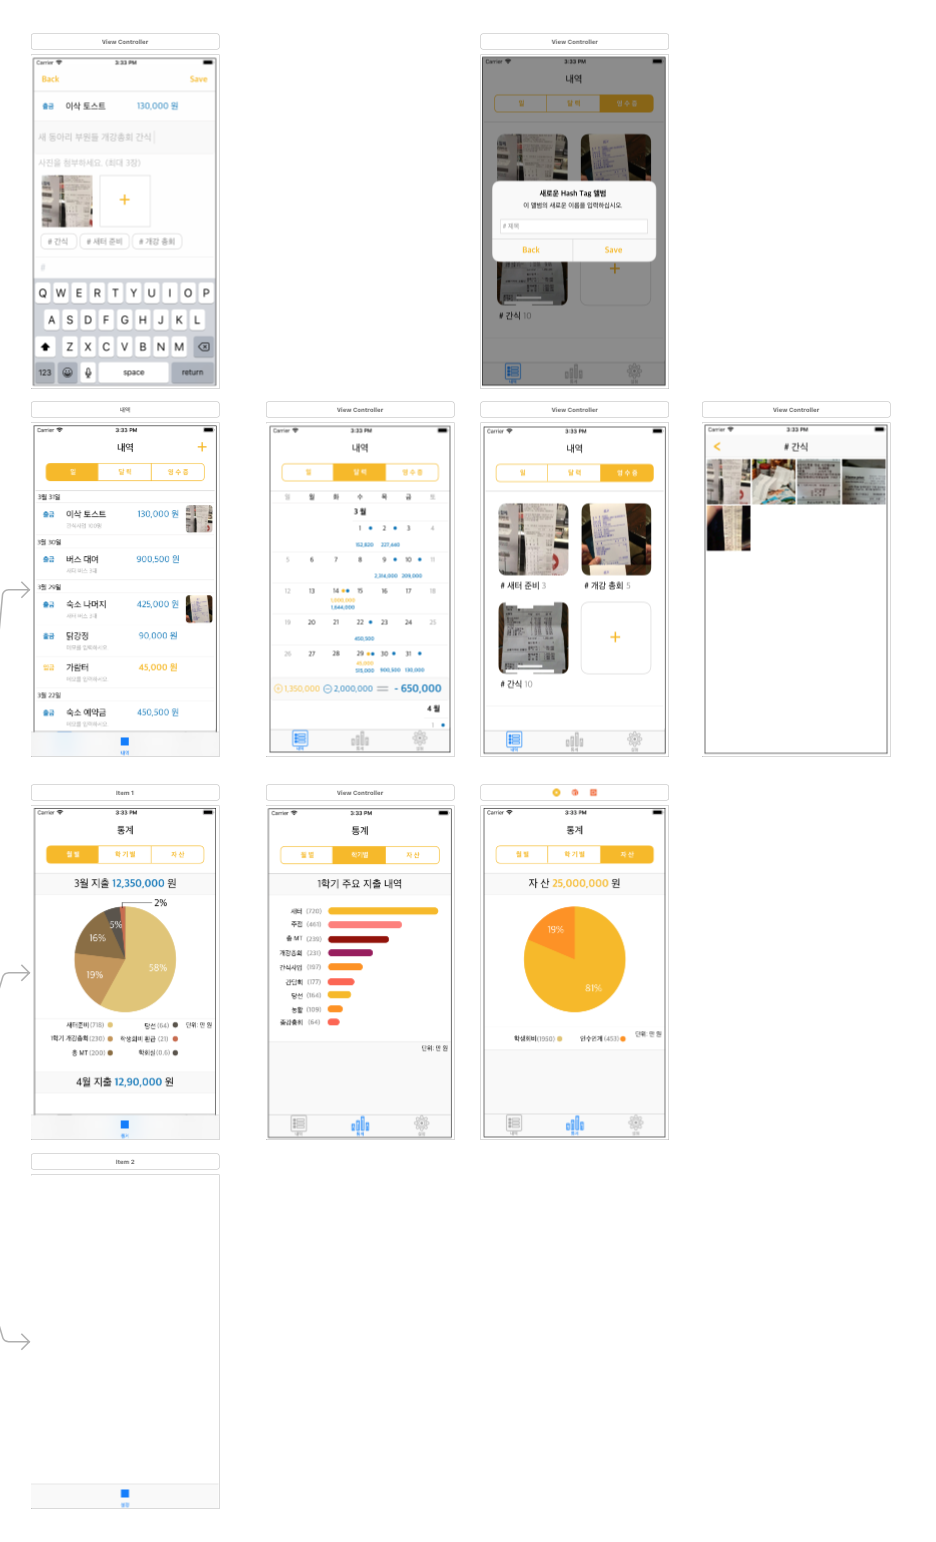 View Controller
Carrier 3:33 PM
Back Save
출금 이삭 토스트 130,000 원
새 동아리 부원들 개강총회 간식
사진을 첨부하세요. (최대 3장)
+
# 간식 # 새터 준비 # 개강 총회
#
Q W E R T Y U I O P
A S D F G H J K L
Z X C V B N M
123 space return
View Controller
Carrier 3:33 PM
내역
일 달력 영수증
새로운 Hash Tag 앨범
이 앨범의 새로운 이름을 입력하십시오.
# 제목
Back Save
+
# 간식 10
내역
Carrier 3:33 PM
내역 +
일 달력 영수증
3월 31일
출금 이삭 토스트 130,000 원
3월 30일
출금 버스 대여 900,500 원
3월 29일
출금 숙소 나머지 425,000 원
출금 닭강정 90,000 원
입금 가람터 45,000 원
3월 22일
출금 숙소 예약금 450,500 원
내역
View Controller
Carrier 3:33 PM
내역
일 달력 영수증
일 월 화 수 목 금 토
3 월
1 2 3 4
152,820 227,660
5 6 7 8 9 10 11
2,314,000 209,000
12 13 14 15 16 17 18
1,000,000
1,644,000
19 20 21 22 23 24 25
450,500
26 27 28 29 30 31
45,000
515,000 900,500 130,000
1,350,000 2,000,000 = - 650,000
4 월
1
View Controller
Carrier 3:33 PM
내역
일 달력 영수증
# 새터 준비 3 # 개강 총회 5
+
# 간식 10
View Controller
Carrier 3:33 PM
< # 간식
Item 1
Carrier 3:33 PM
통계
월별 학기별 자산
3월 지출 12,350,000 원
2%
5%
16%
19%
58%
새터준비 (718) 당선 (64) 단위: 만 원
1학기 개강총회 (230) 학생회비 환급 (21)
총 MT (200) 학회실 (0.6)
4월 지출 12,90,000 원
통계
View Controller
Carrier 3:33 PM
통계
월별 학기별 자산
1학기 주요 지출 내역
새터 (720)
주점 (461)
총 MT (235)
개강총회 (231)
간식사업 (197)
간담회 (177)
당선 (164)
농활 (109)
종강총회 (64)
단위: 만 원
Carrier 3:33 PM
통계
월별 학기별 자산
자 산 25,000,000 원
19%
81%
학생회비 (1950) 인수인계 (453) 단위: 만 원
Item 2